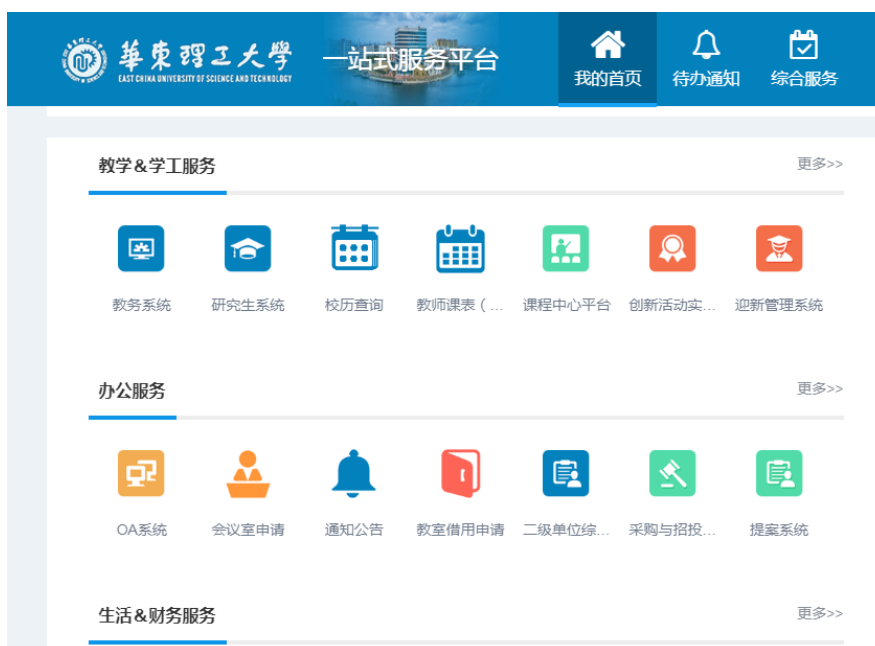 華東理工大學
EAST CHINA UNIVERSITY OF SCIENCE AND TECHNOLOGY
一站式服务平台
我的首页 待办通知 综合服务
教学&学工服务 更多>>
教务系统 研究生系统 校历查询 教师课表（... 课程中心平台 创新活动实... 迎新管理系统
办公服务 更多>>
OA系统 会议室申请 通知公告 教室借用申请 二级单位综... 采购与招投... 提案系统
生活&财务服务 更多>>